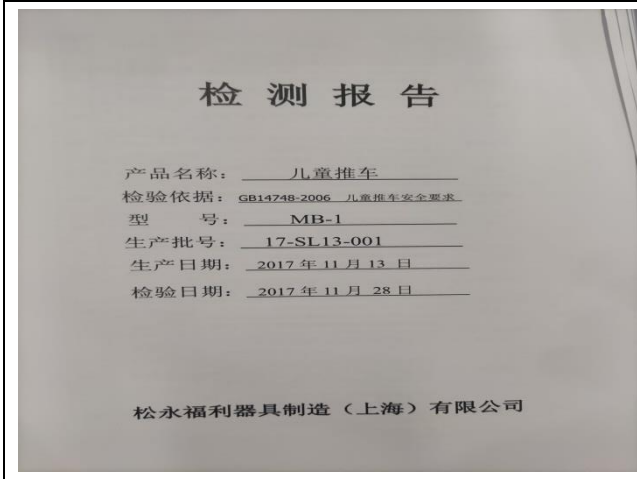 检 测 报 告
产品名称： 儿童推车
检验依据： GB14748-2006 儿童推车安全要求
型 号： MB-1
生产批号： 17-SL13-001
生产日期： 2017 年 11 月 13 日
检验日期： 2017 年 11 月 28 日
松永福利器具制造（上海）有限公司